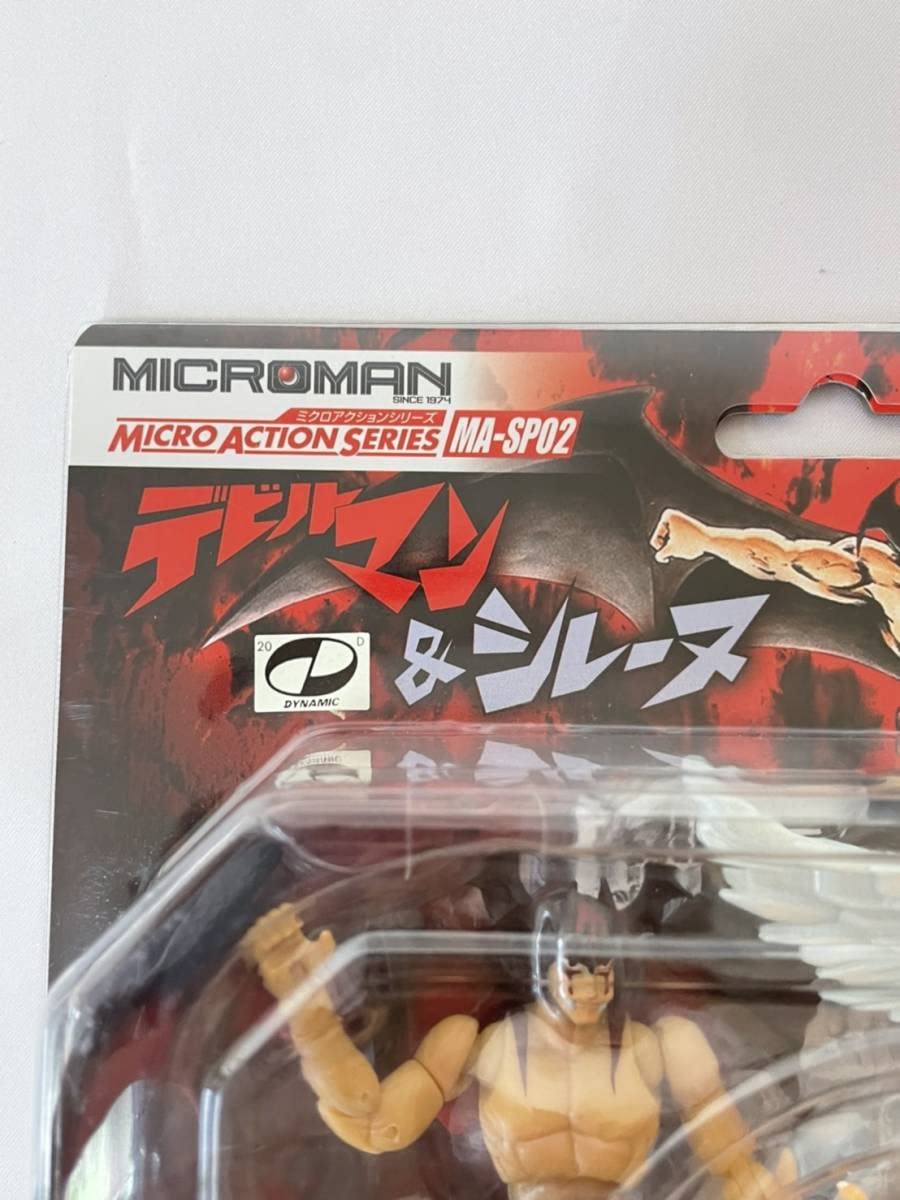 MICROMAN
SINCE 1974
ミクロアクションシリーズ
MICRO ACTION SERIES MA-SP02
デビルマン
&シレーヌ
20 D
DYNAMIC